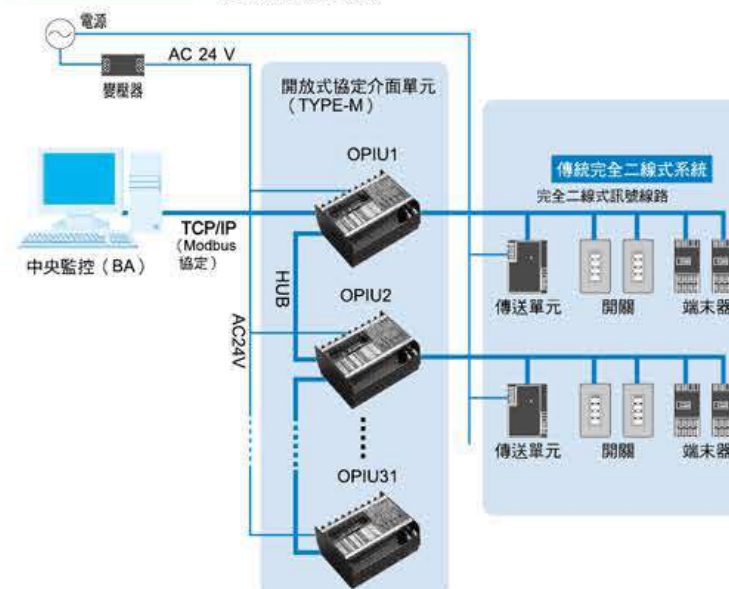 電源
AC 24 V
變壓器
開放式協定介面單元
（TYPE-M）
OPIU1
傳統完全二線式系統
完全二線式訊號線路
TCP/IP
（Modbus
協定）
中央監控（BA）
HUB
OPIU2
AC24V
傳送單元
開關
端末器
傳送單元
開關
端末器
OPIU31